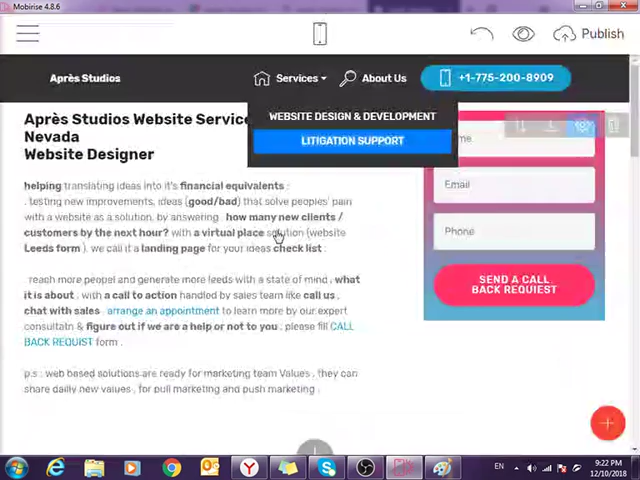 Mobirise 4.8.6
Publish
Après Studios
Services
About Us
+1-775-200-8909
WEBSITE DESIGN & DEVELOPMENT
LITIGATION SUPPORT
Après Studios Website Service
Nevada
Website Designer
helping translating ideas into it's financial equivalents :
. testing new improvements, ideas (good/bad) that solve peoples' pain
with a website as a solution, by answering how many new clients /
customers by the next hour? with a virtual place solution (website
Leeds form ), we call it a landing page for your ideas check list .
reach more peopel and generate more leeds with a state of mind , what
it is about , with a call to action handled by sales team like call us ,
chat with sales arrange an appointment to learn more by our expert
consultatn & figure out if we are a help or not to you , please fill CALL
BACK REQUIST form .
p.s : web based solutions are ready for marketing team Values , they can
share dailly new values , for pull marketing and push marketing .
Email
Phone
SEND A CALL
BACK REQUIEST
EN
9:22 PM
12/10/2018